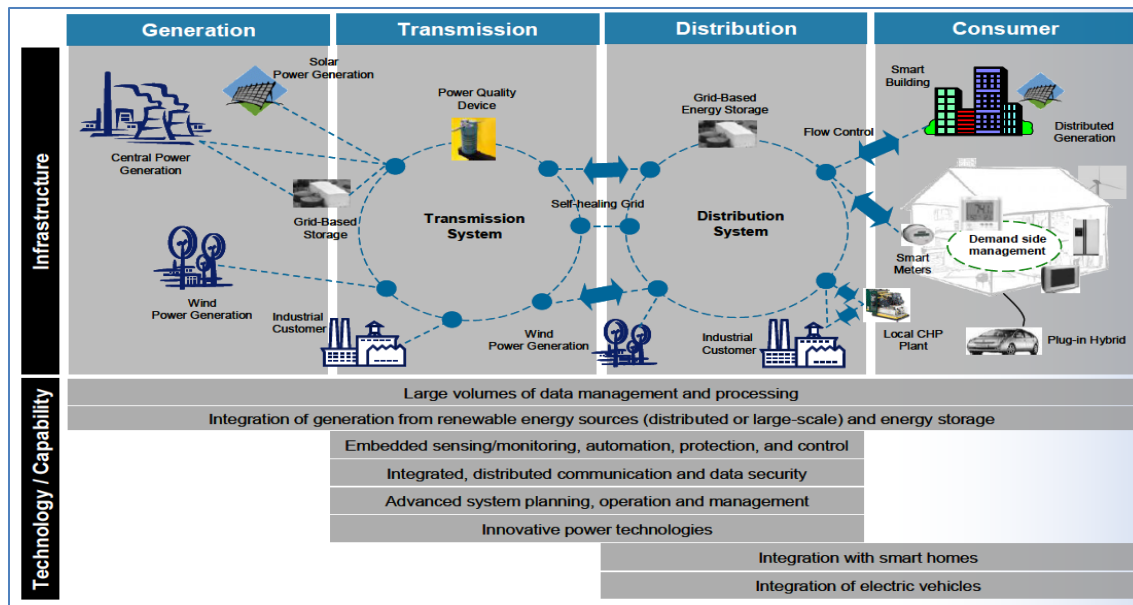 Generation
Transmission
Distribution
Consumer
Infrastructure
Solar
Power Generation
Central Power
Generation
Grid-Based
Storage
Wind
Power Generation
Industrial
Customer
Power Quality
Device
Transmission
System
Self-healing Grid
Wind
Power Generation
Grid-Based
Energy Storage
Flow Control
Distribution
System
Industrial
Customer
Local CHP
Plant
Smart
Building
Distributed
Generation
Demand side
management
Smart
Meters
Plug-in Hybrid
Technology / Capability
Large volumes of data management and processing
Integration of generation from renewable energy sources (distributed or large-scale) and energy storage
Embedded sensing/monitoring, automation, protection, and control
Integrated, distributed communication and data security
Advanced system planning, operation and management
Innovative power technologies
Integration with smart homes
Integration of electric vehicles